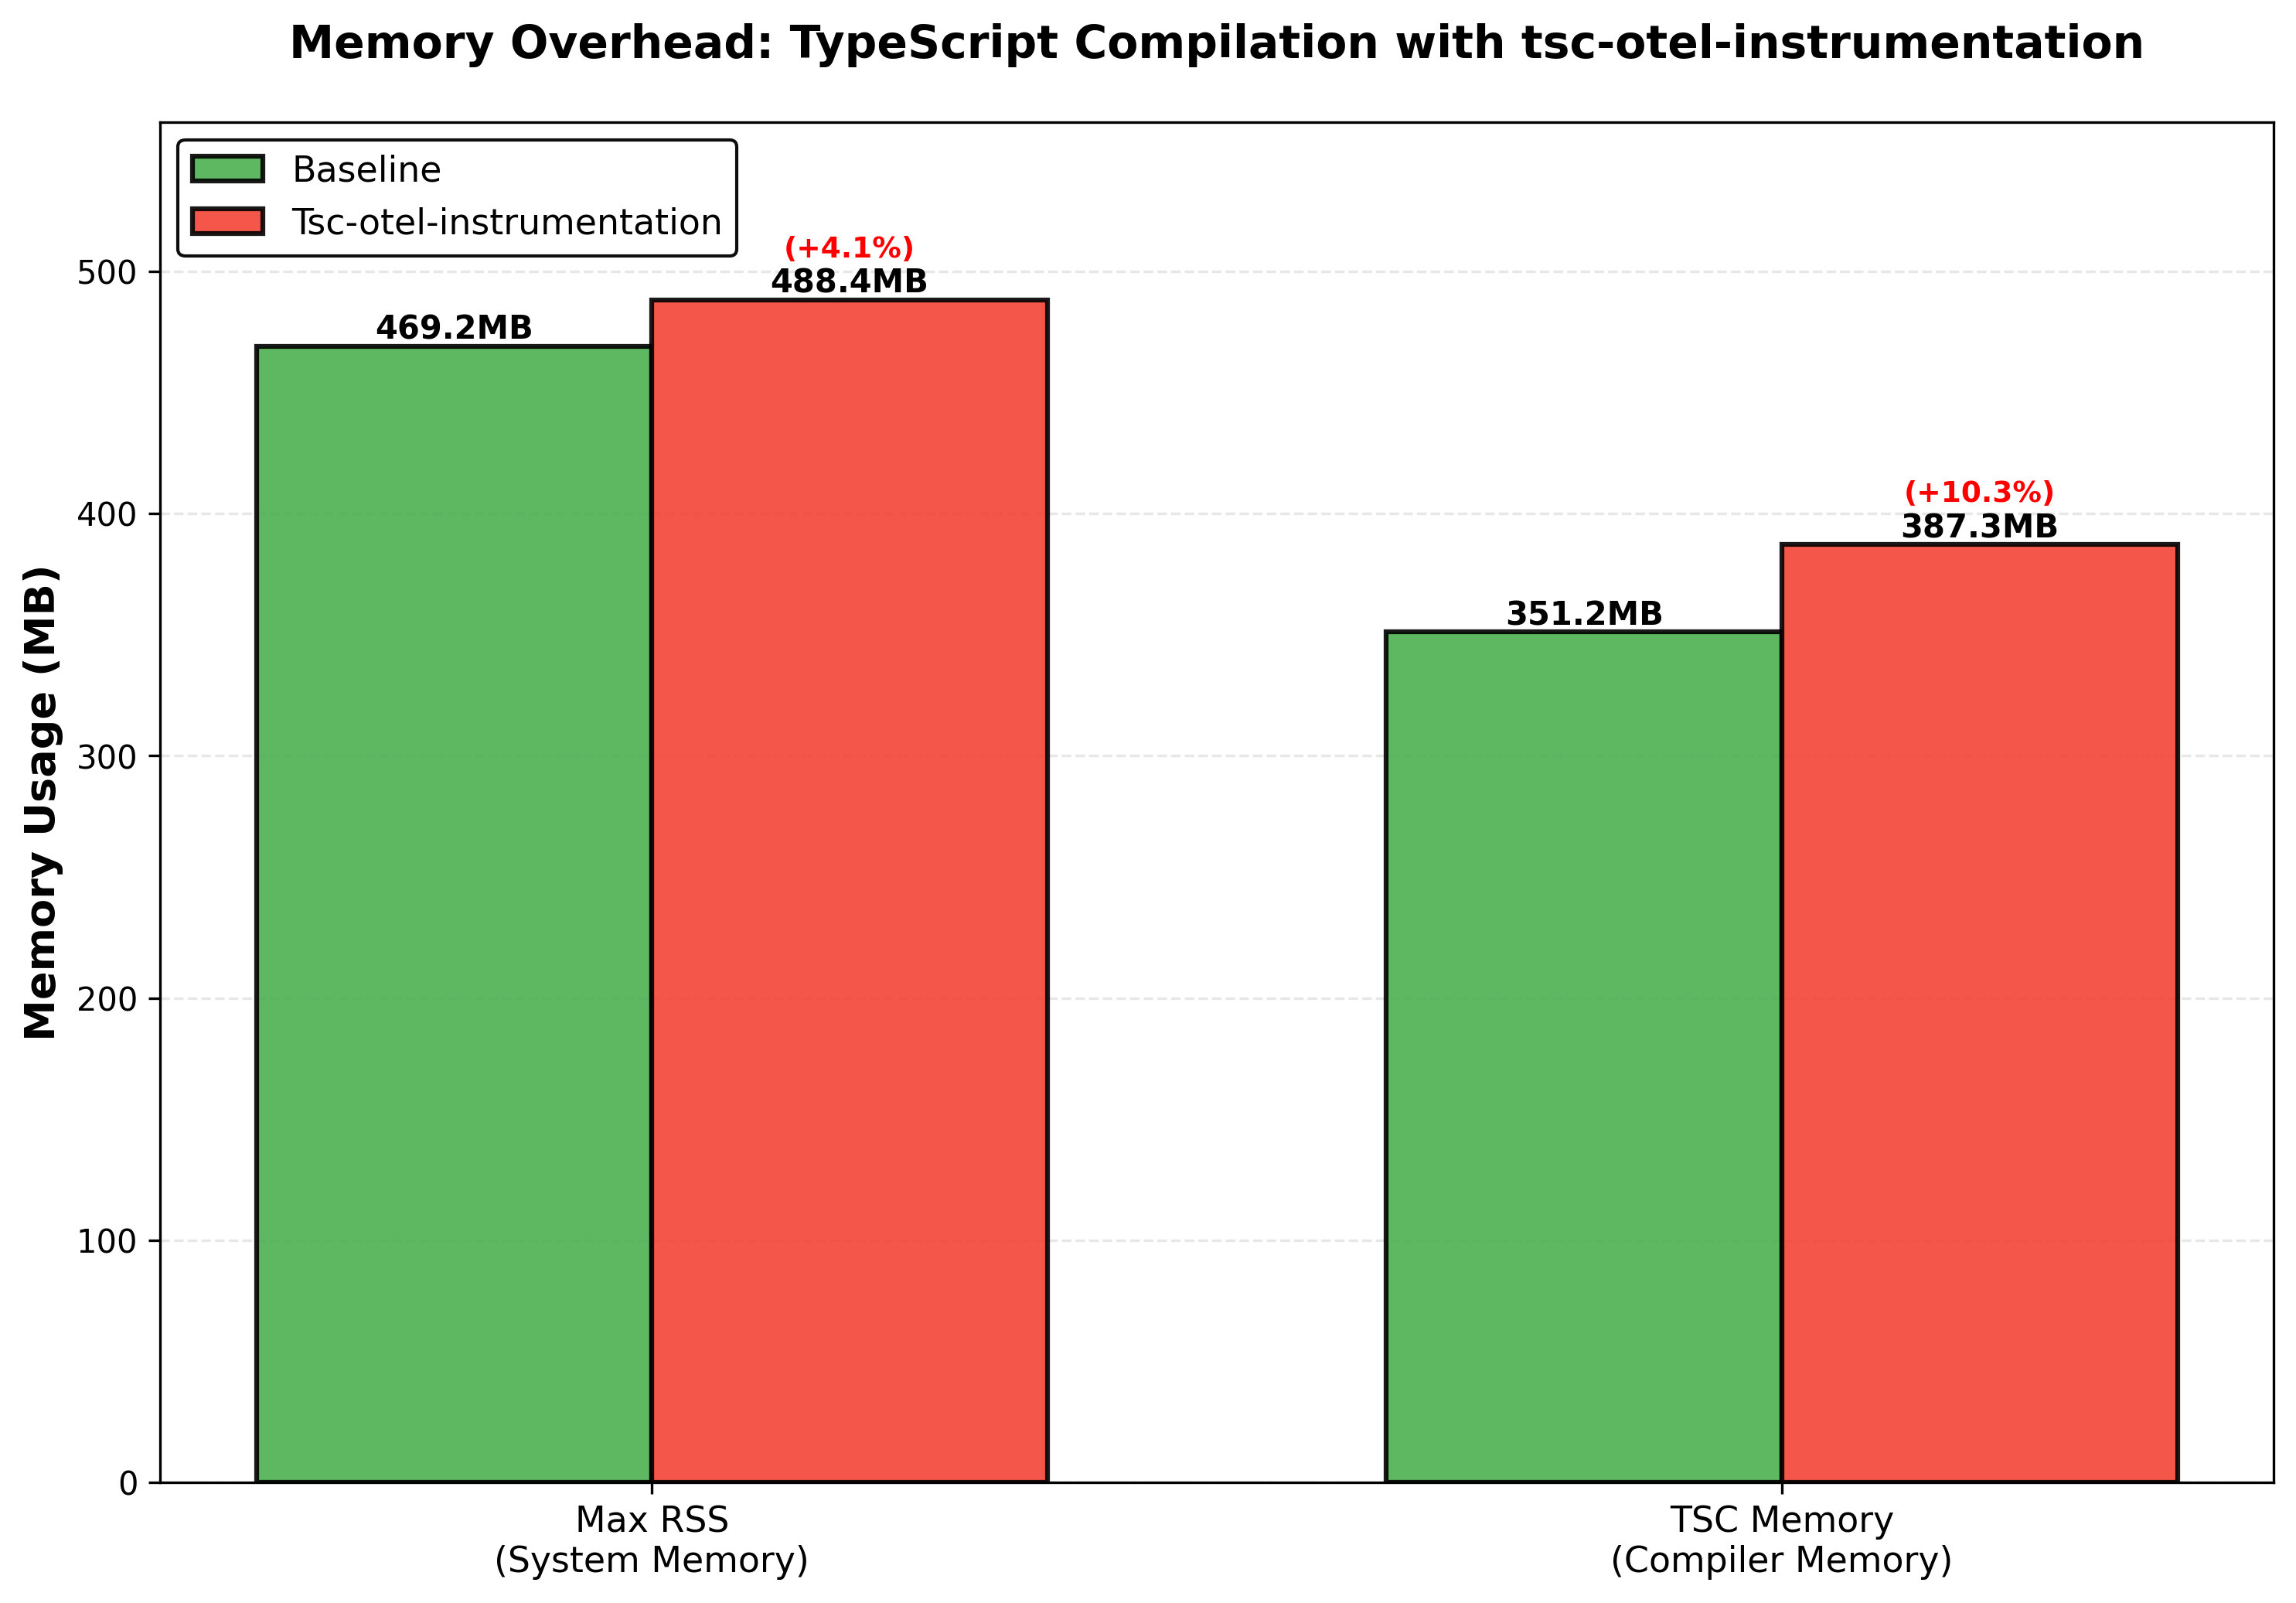 Memory Overhead: TypeScript Compilation with tsc-otel-instrumentation
Baseline
Tsc-otel-instrumentation
Memory Usage (MB)
500
400
300
200
100
0
469.2MB
(+4.1%)
488.4MB
351.2MB
(+10.3%)
387.3MB
Max RSS
(System Memory)
TSC Memory
(Compiler Memory)